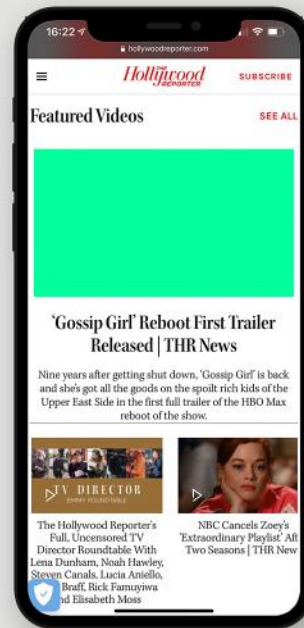 16:22
hollywoodreporter.com
THE
Hollywood
REPORTER
SUBSCRIBE
Featured Videos
SEE ALL
'Gossip Girl' Reboot First Trailer
Released | THR News
Nine years after getting shut down, 'Gossip Girl' is back
and she's got all the goods on the spoilt rich kids of the
Upper East Side in the first full trailer of the HBO Max
reboot of the show.
TV DIRECTOR
EMMY ROUNDTABLE
The Hollywood Reporter's
Full, Uncensored TV
Director Roundtable With
Lena Dunham, Noah Hawley,
Steven Canals, Lucia Aniello,
Braff, Rick Famuyiwa
nd Elisabeth Moss
NBC Cancels Zoey's
'Extraordinary Playlist' Aft
Two Seasons | THR New